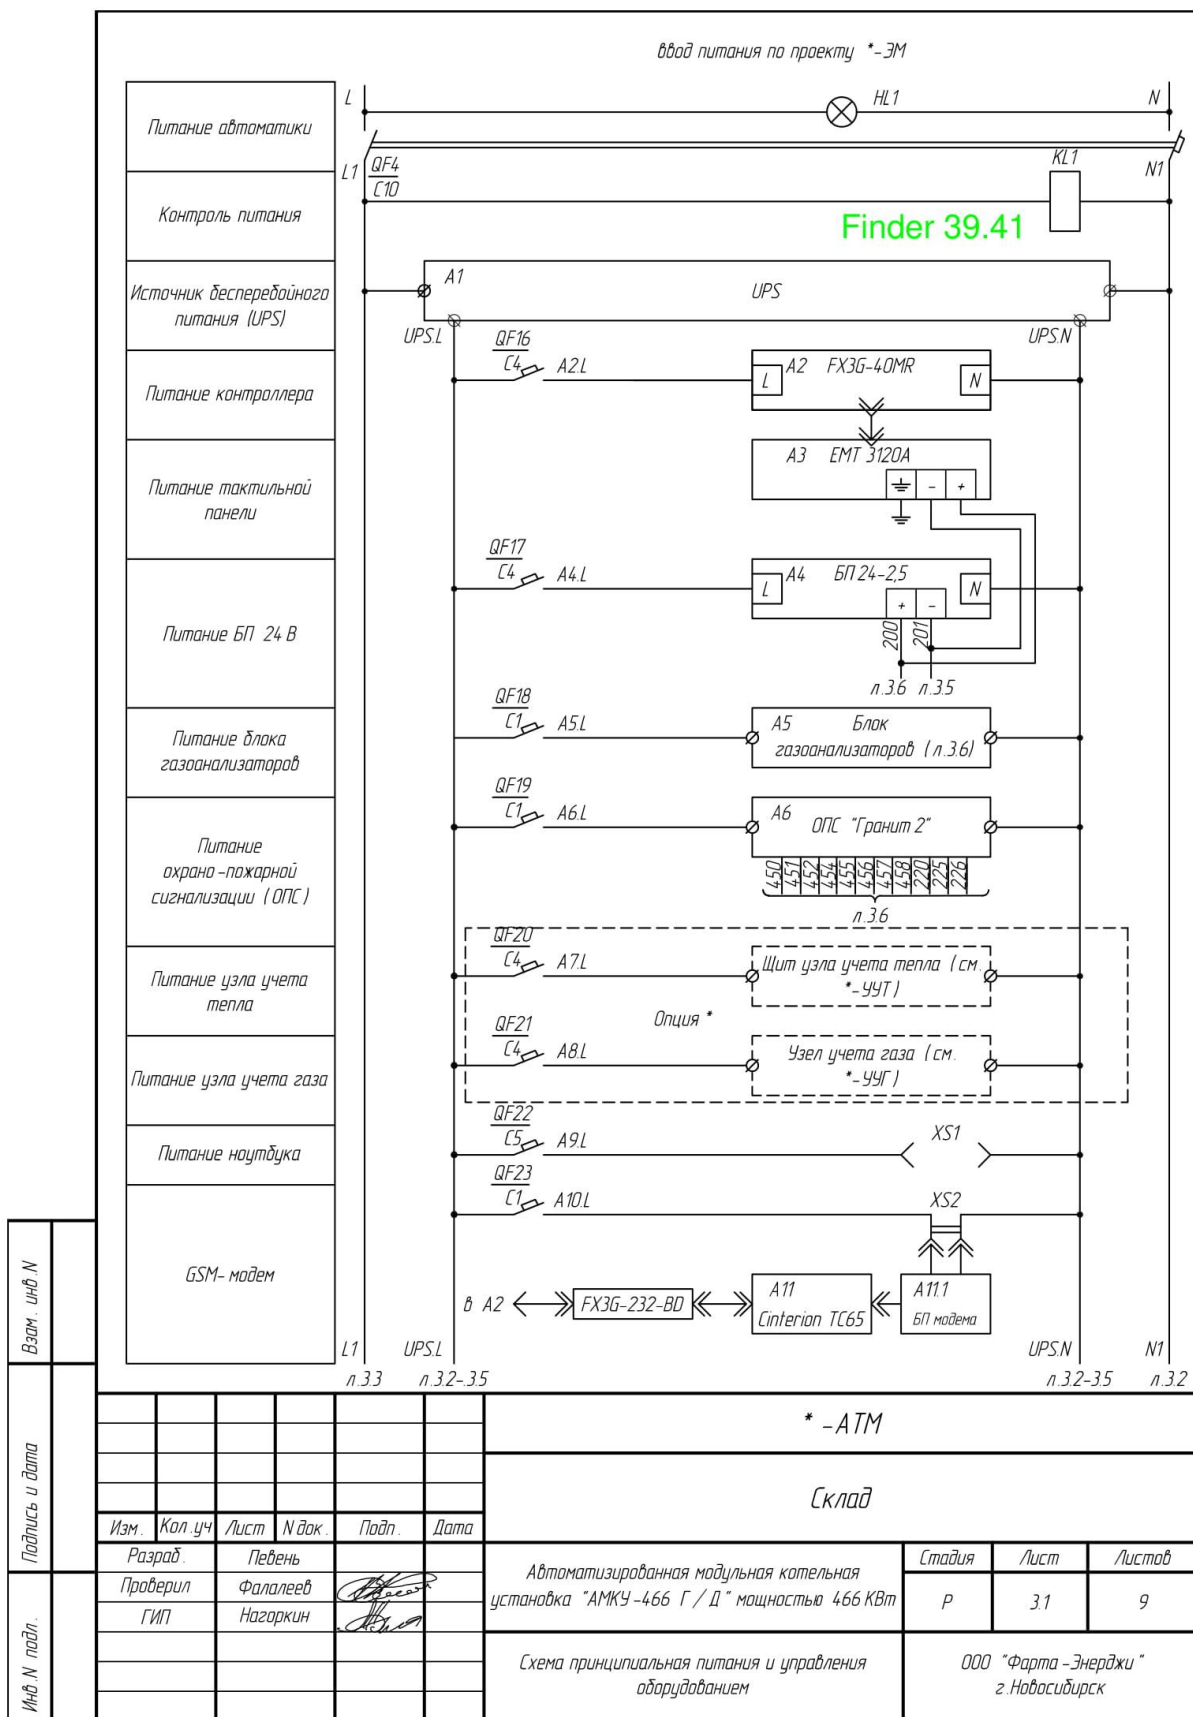 ввод питания по проекту *-ЭМ
Питание автоматики
L
HL1
N
L1
QF4
C10
KL1
N1
Контроль питания
Finder 39.41
Источник бесперебойного
питания (UPS)
A1
UPS
UPS.L
UPS.N
Питание контроллера
QF16
C4
A2.L
L
A2 FX3G-40MR
N
Питание тактильной
панели
A3 EMT 3120A
- +
Питание БП 24 В
QF17
C4
A4.L
L
A4 БП 24-2,5
N
+ -
200
201
л.3.6 л.3.5
Питание блока
газоанализаторов
QF18
C1
A5.L
A5 Блок
газоанализаторов (л.3.6)
Питание
охрано-пожарной
сигнализации (ОПС)
QF19
C1
A6.L
A6
ОПС "Гранит 2"
450
451
452
454
455
456
457
458
220
225
226
л.3.6
Питание узла учета
тепла
QF20
C4
A7.L
Щит узла учета тепла (см.
*-УУТ)
Опция *
Питание узла учета газа
QF21
C4
A8.L
Узел учета газа (см.
*-УУГ)
Питание ноутбука
QF22
C5
A9.L
XS1
GSM-модем
QF23
C1
A10.L
XS2
в A2
FX3G-232-BD
A11
Cinterion TC65
A11.1
БП модема
L1
UPS.L
UPS.N
N1
л.3.3
л.3.2-.3.5
л.3.2-3.5
л.3.2
Взам. инв.N
Подпись и дата
Инв.N подл.
*-АТМ
Склад
Изм. Кол.уч Лист N док. Подп. Дата
Разраб. Певень
Проверил Фалалеев
ГИП Нагоркин
Автоматизированная модульная котельная
установка "АМКУ-466 Г / Д" мощностью 466 КВт
Стадия Лист Листов
Р 3.1 9
Схема принципиальная питания и управления
оборудованием
ООО "Фарта-Энерджи"
г.Новосибирск